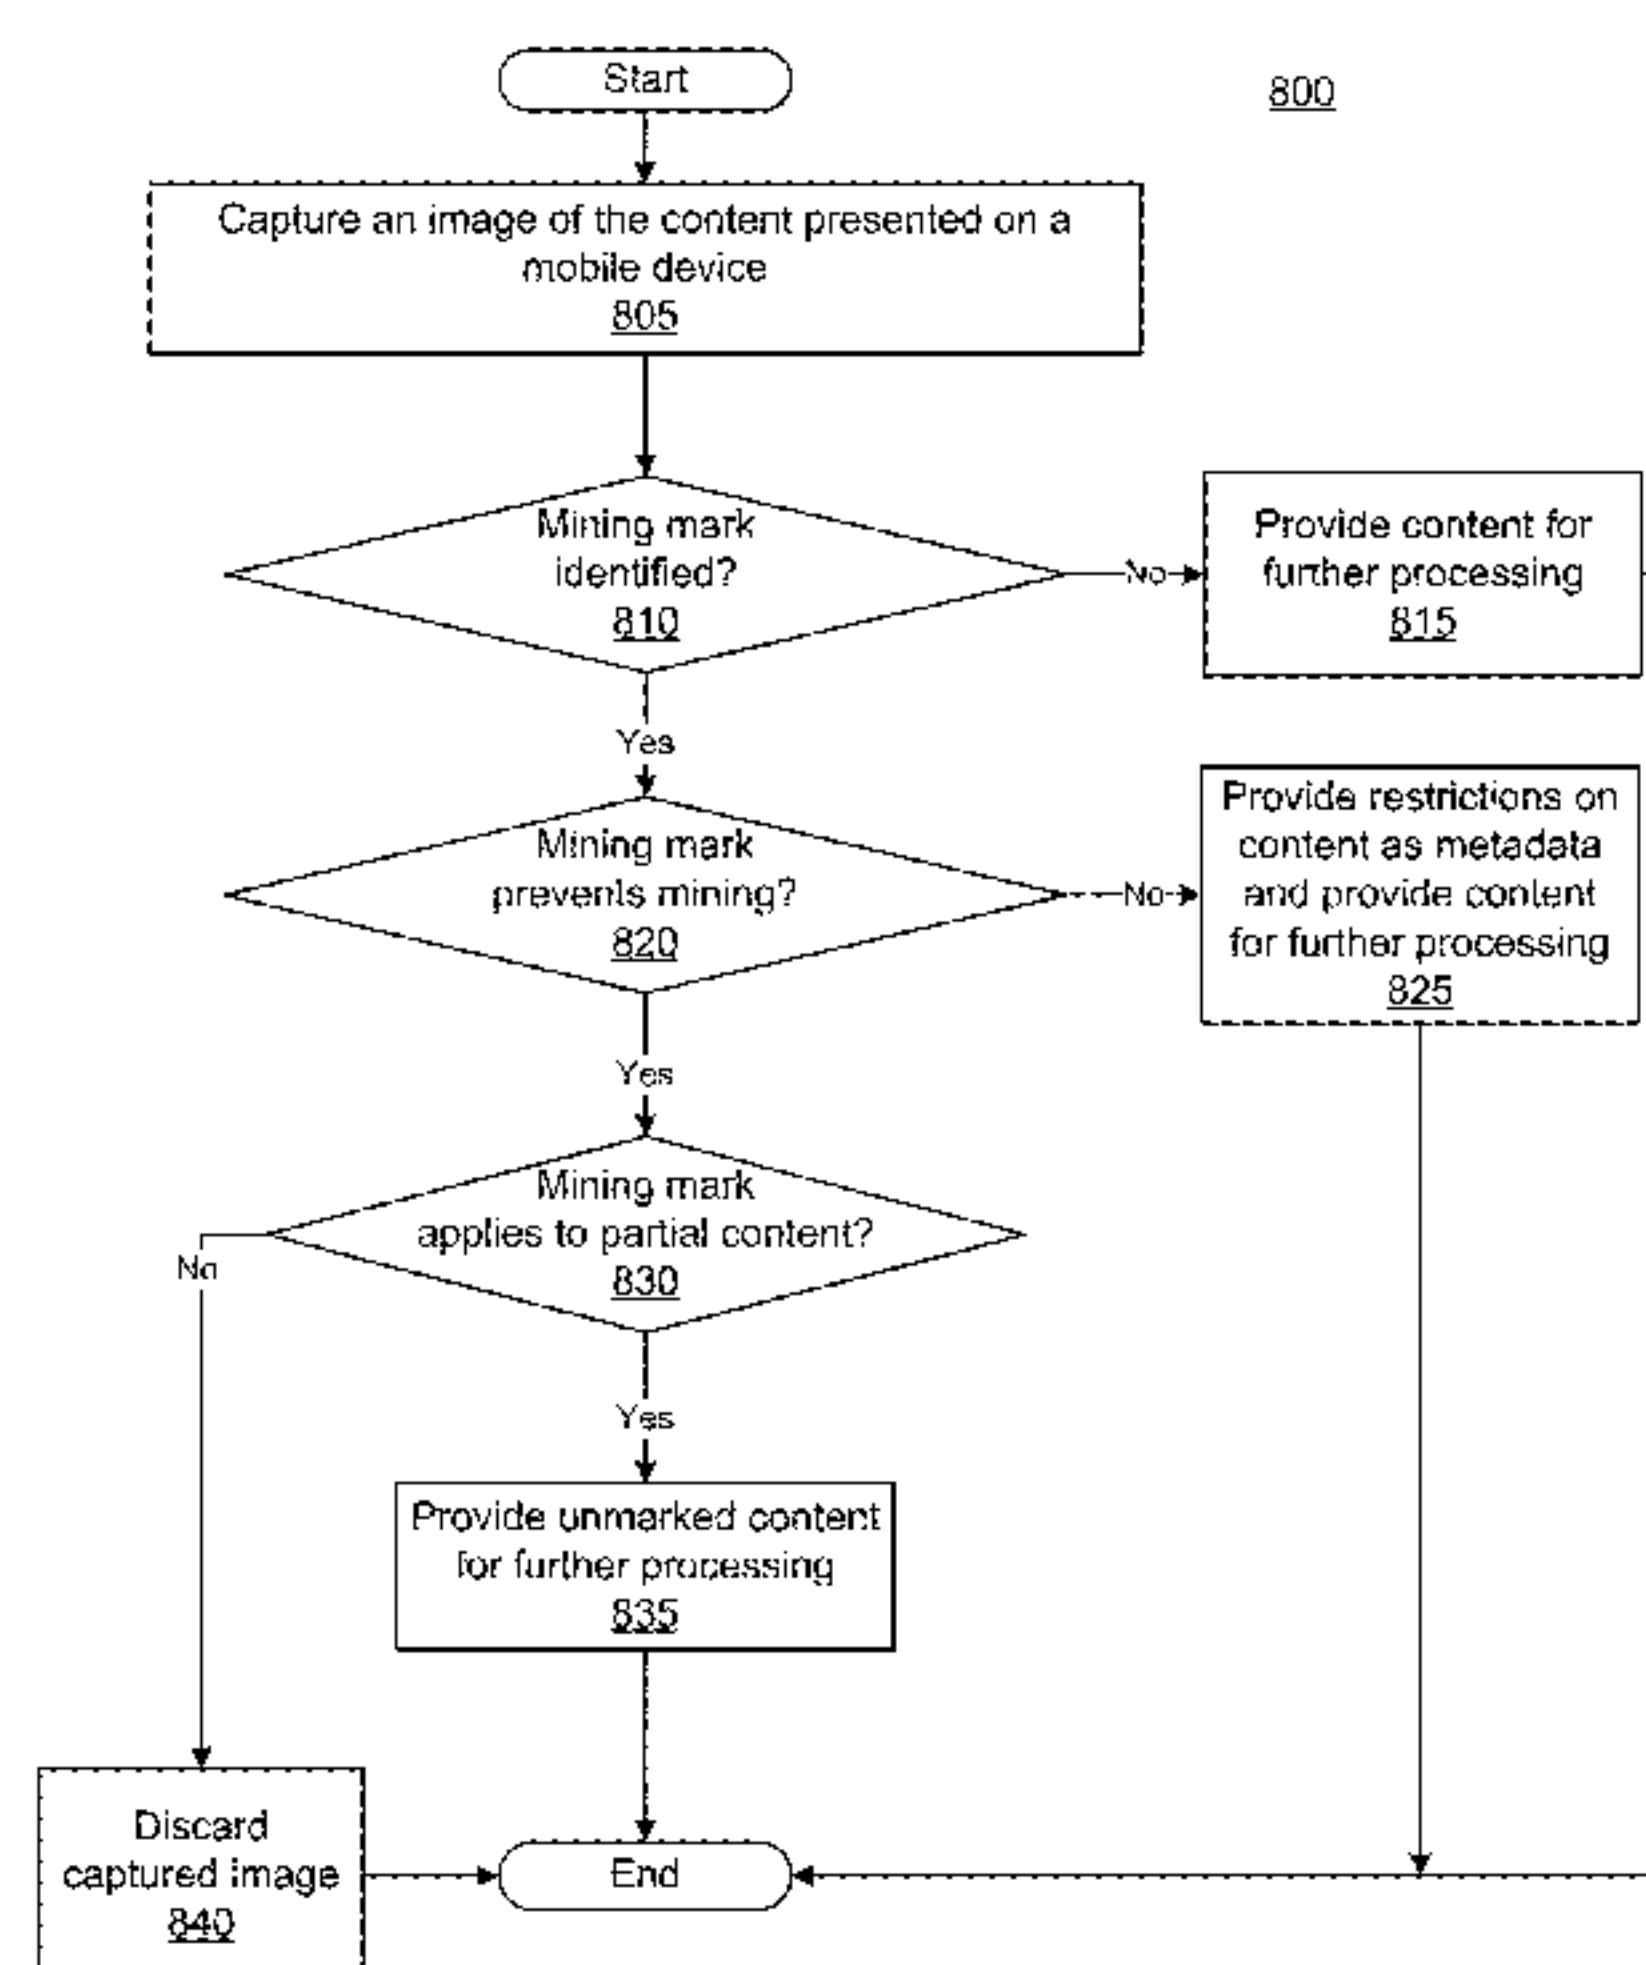 Start
800
Capture an image of the content presented on a
mobile device
805
Mining mark
identified?
810
No
Provide content for
further processing
815
Yes
Mining mark
prevents mining?
820
No
Provide restrictions on
content as metadata
and provide content
for further processing
825
Yes
Mining mark
applies to partial content?
830
No
Yes
Provide unmarked content
for further processing
835
Discard
captured image
840
End